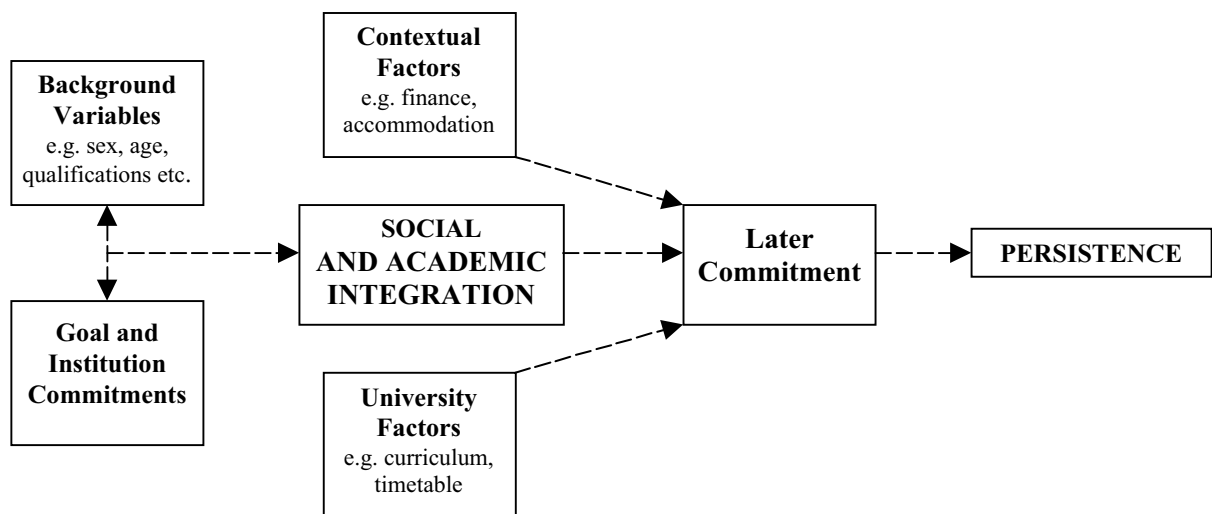 Background
Variables
e.g. sex, age,
qualifications etc.
Goal and
Institution
Commitments
Contextual
Factors
e.g. finance,
accommodation
SOCIAL
AND ACADEMIC
INTEGRATION
University
Factors
e.g. curriculum,
timetable
Later
Commitment
PERSISTENCE